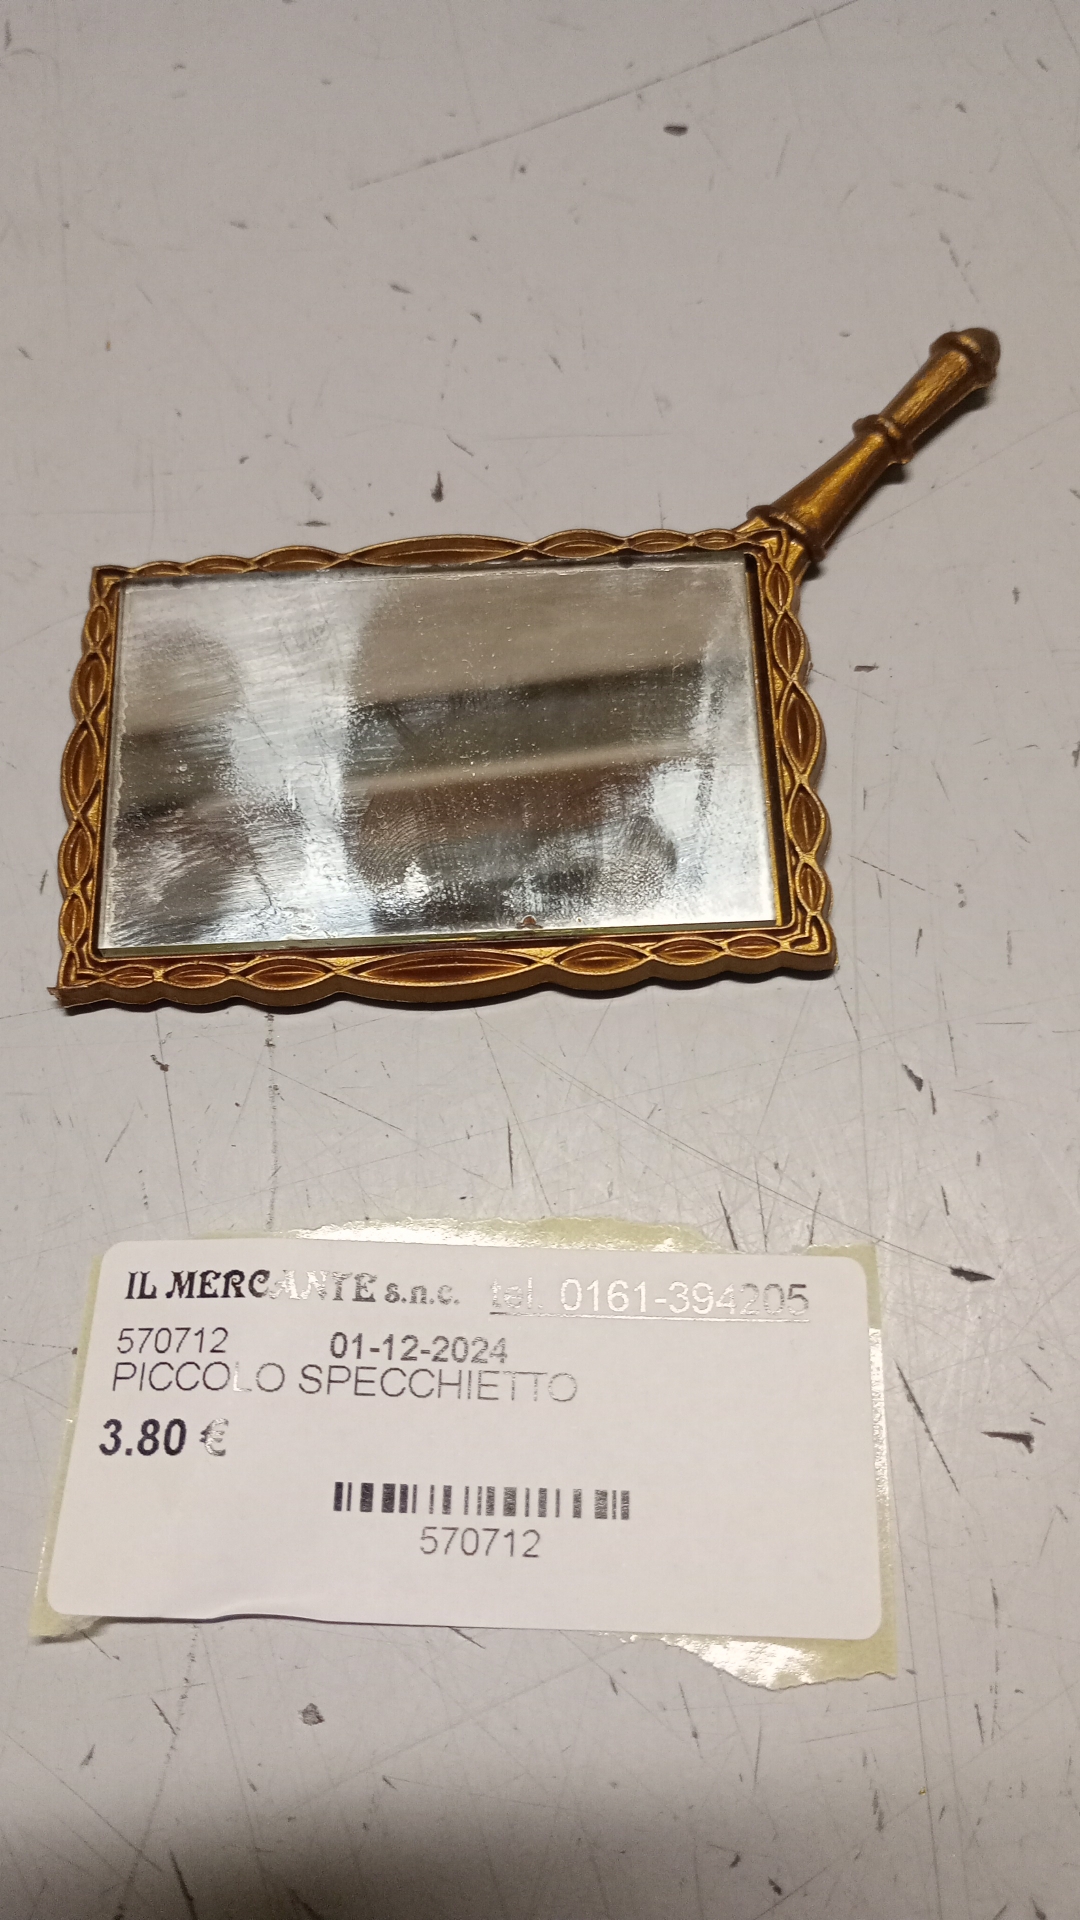 IL MERCANTE s.n.c. tel. 0161-394205
570712 01-12-2024
PICCOLO SPECCHIETTO
3.80 €
570712